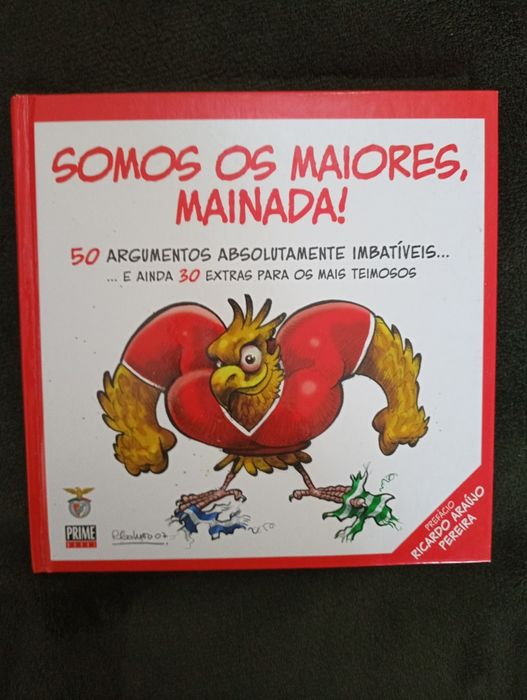 SOMOS OS MAIORES,
MAINADA!
50 ARGUMENTOS ABSOLUTAMENTE IMBATÍVEIS...
... E AINDA 30 EXTRAS PARA OS MAIS TEIMOSOS
PRIME
BOOKS
PREFÁCIO
RICARDO ARAÚJO
PEREIRA